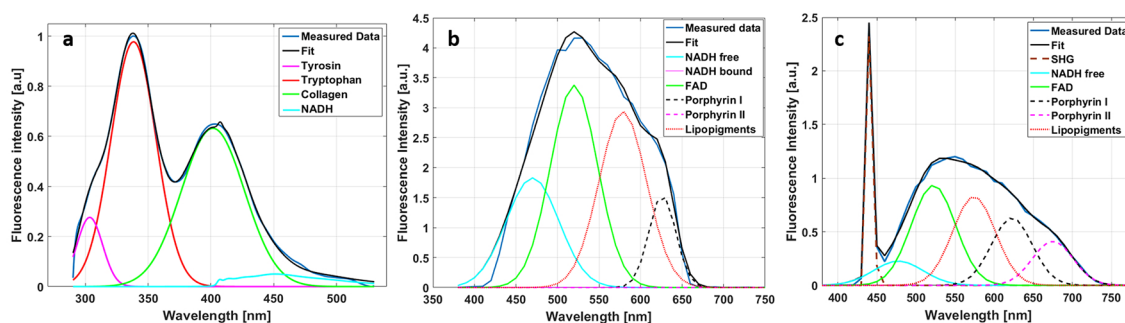 a
Measured Data
Fit
Tyrosin
Tryptophan
Collagen
NADH
Fluorescence Intensity [a.u]
1
0.8
0.6
0.4
0.2
0
300 350 400 450 500
Wavelength [nm]
b
Measured Data
Fit
NADH free
NADH bound
FAD
Porphyrin I
Porphyrin II
Lipopigments
Fluorescence Intensity [a.u.]
4.5
4
3.5
3
2.5
2
1.5
1
0.5
0
350 400 450 500 550 600 650 700 750
Wavelength [nm]
c
Measured Data
Fit
SHG
NADH free
FAD
Porphyrin I
Porphyrin II
Lipopigments
Fluorescence Intensity [a.u.]
2.5
2
1.5
1
0.5
0
400 450 500 550 600 650 700 750
Wavelength [nm]